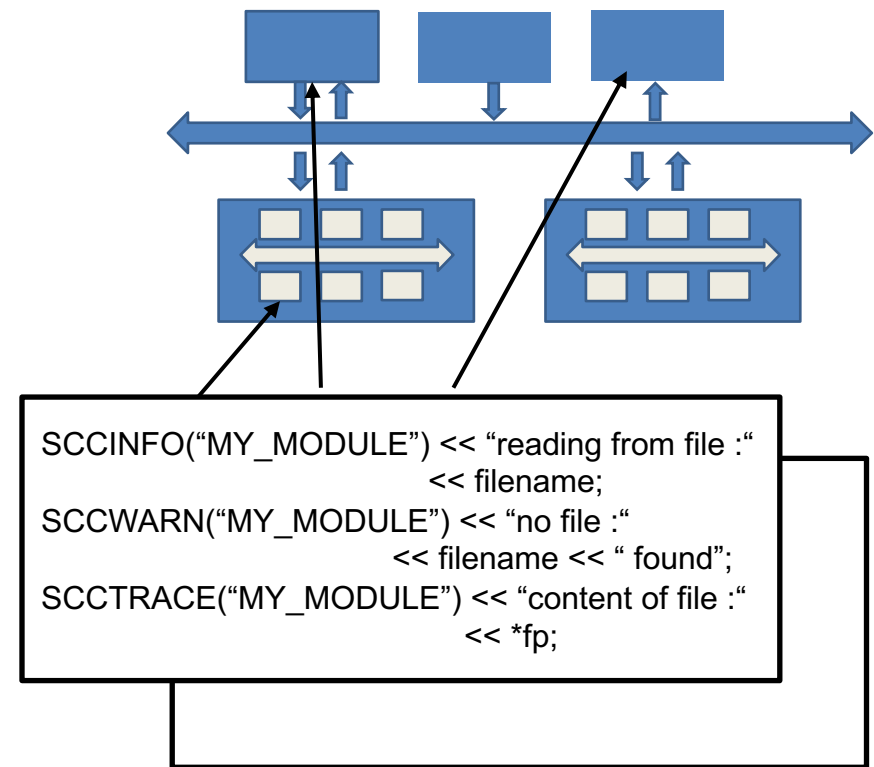 SCCINFO(“MY_MODULE”) << “reading from file :“
<< filename;
SCCWARN(“MY_MODULE”) << “no file :“
<< filename << “ found”;
SCCTRACE(“MY_MODULE”) << “content of file :“
<< *fp;